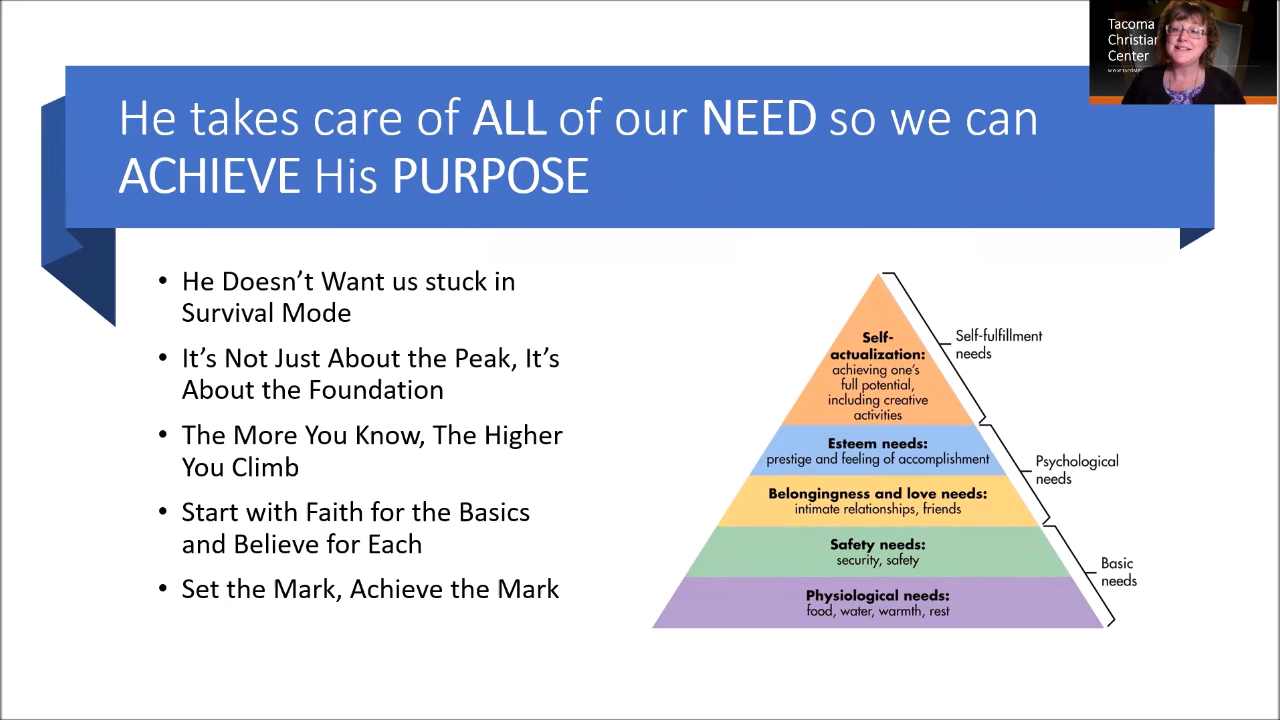 Tacoma
Christian
Center
He takes care of ALL of our NEED so we can
ACHIEVE His PURPOSE
• He Doesn’t Want us stuck in
Survival Mode
• It’s Not Just About the Peak, It’s
About the Foundation
• The More You Know, The Higher
You Climb
• Start with Faith for the Basics
and Believe for Each
• Set the Mark, Achieve the Mark
Self-
actualization:
achieving one’s
full potential,
including creative
activities
Esteem needs:
prestige and feeling of accomplishment
Belongingness and love needs:
intimate relationships, friends
Safety needs:
security, safety
Physiological needs:
food, water, warmth, rest
Self-fulfillment
needs
Psychological
needs
Basic
needs